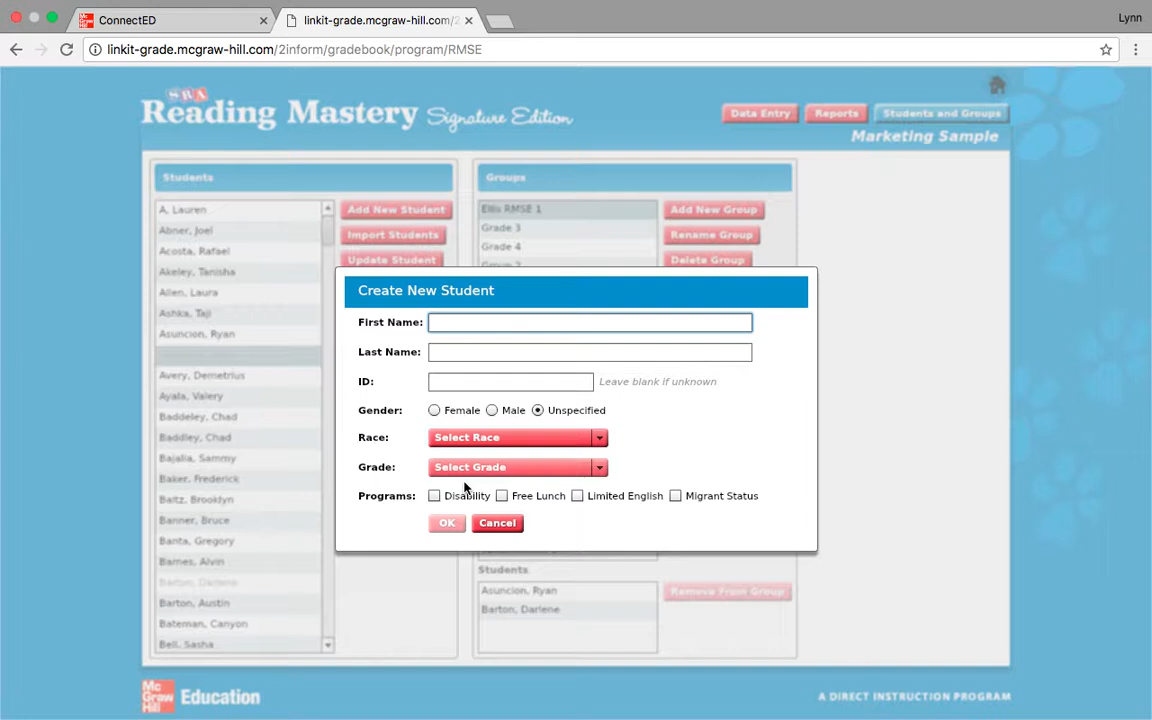 ConnectED
linkit-grade.mcgraw-hill.com/2
Lynn
linkit-grade.mcgraw-hill.com/2inform/gradebook/program/RMSE
SRA
Reading Mastery Signature Edition
Data Entry Reports Students and Groups
Marketing Sample
Students
A, Lauren
Abner, Joel
Acosta, Rafael
Akeley, Tanisha
Allen, Laura
Ashka, Taji
Asuncion, Ryan
Avery, Demetrius
Ayala, Valery
Baddeley, Chad
Baddley, Chad
Bajalia, Sammy
Baker, Frederick
Baltz, Brooklyn
Banner, Bruce
Banta, Gregory
Barnes, Alvin
Barton, Darlene
Barton, Austin
Bateman, Canyon
Bell, Sasha
Add New Student
Import Students
Update Student
Groups
Ellis RMSE 1
Grade 3
Grade 4
Add New Group
Rename Group
Delete Group
Create New Student
First Name:
Last Name:
ID: Leave blank if unknown
Gender: Female Male Unspecified
Race: Select Race
Grade: Select Grade
Programs: Disability Free Lunch Limited English Migrant Status
OK Cancel
Students
Asuncion, Ryan
Barton, Darlene
Remove From Group
Mc
Graw
Hill
Education
A DIRECT INSTRUCTION PROGRAM